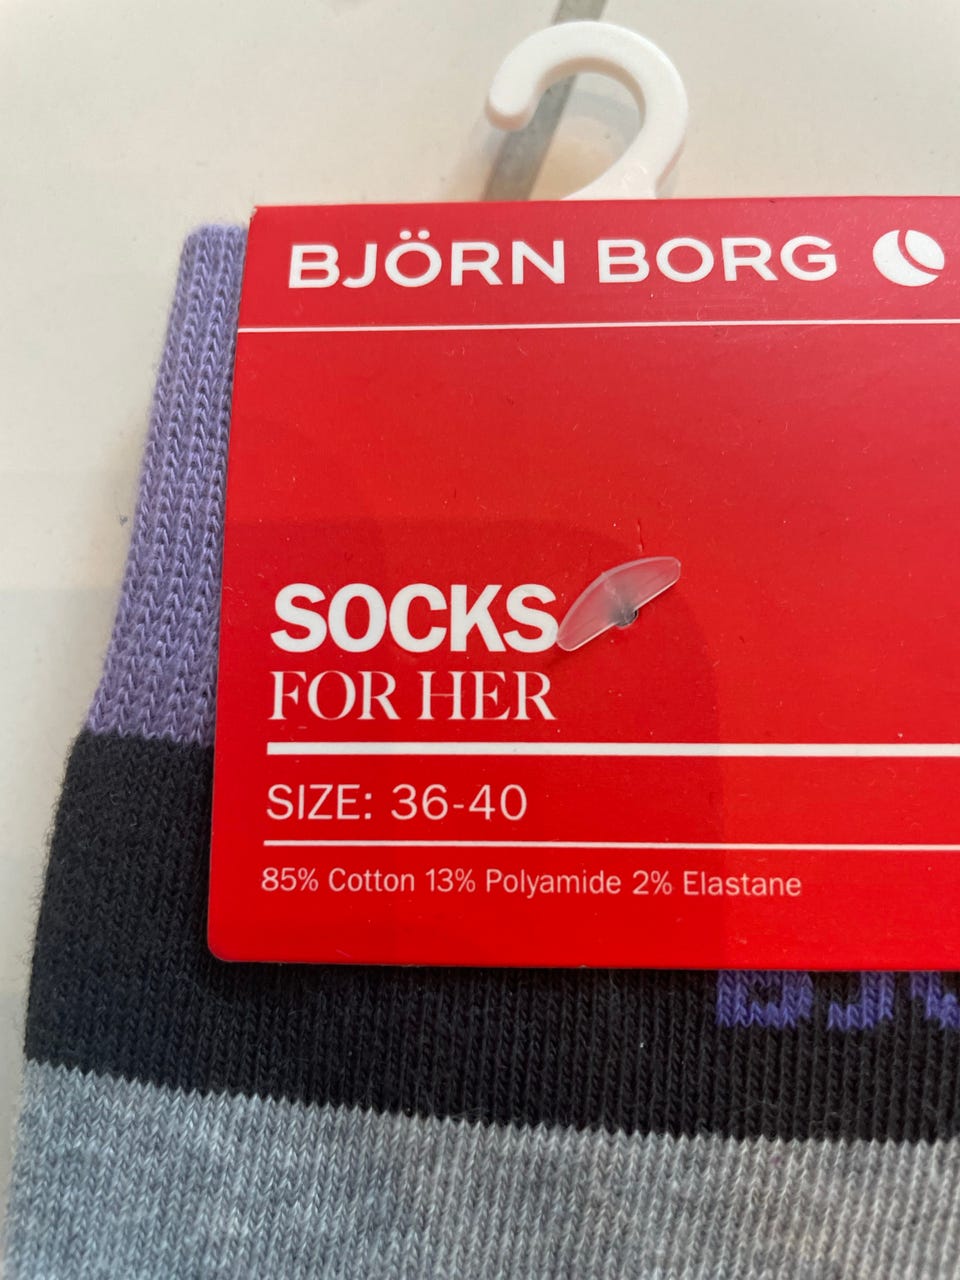 BJÖRN BORG
SOCKS
FOR HER
SIZE: 36-40
85% Cotton 13% Polyamide 2% Elastane